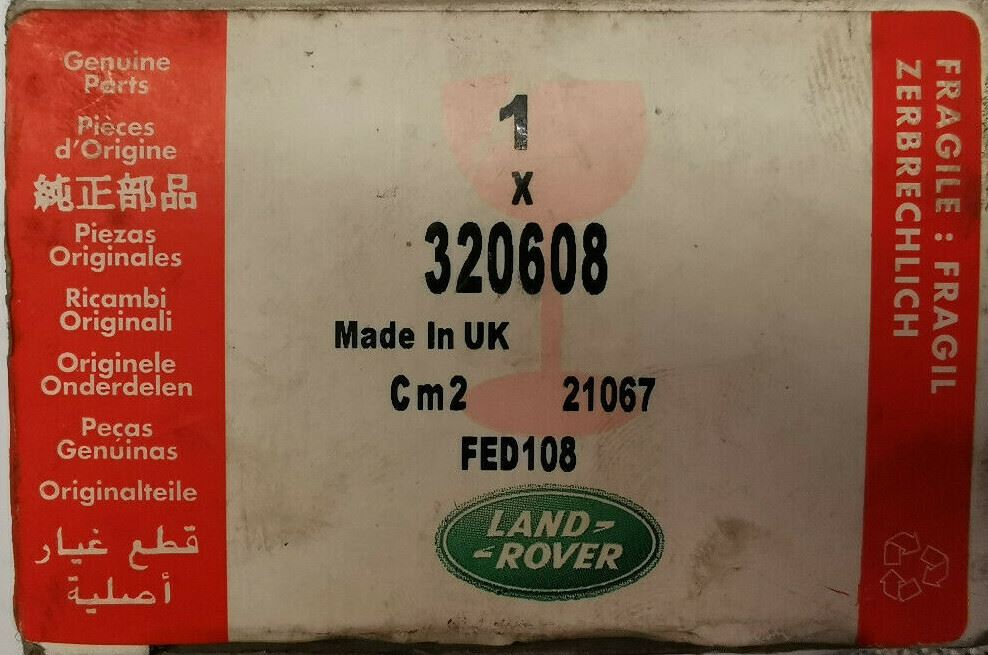 Genuine
Parts
Pièces
d'Origine
純正部品
Piezas
Originales
Ricambi
Originali
Originele
Onderdelen
Peças
Genúinas
Originalteile
قطع غيار
أصلية
1
x
320608
Made In UK
Cm2 21067
FED108
LAND-
-ROVER
FRAGILE : FRAGIL
ZERBRECHLICH